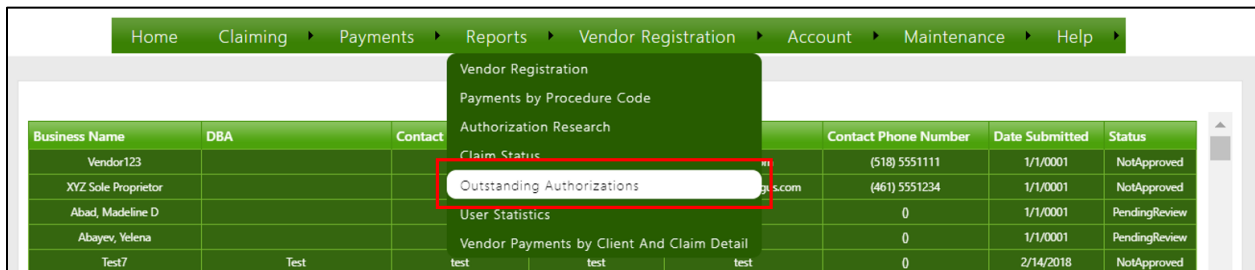 Home Claiming Payments Reports Vendor Registration Account Maintenance Help
Vendor Registration
Payments by Procedure Code
Authorization Research
Claim Status
Outstanding Authorizations
User Statistics
Vendor Payments by Client And Claim Detail
Business Name DBA Contact Contact Phone Number Date Submitted Status
Vendor123 (518) 5551111 1/1/0001 NotApproved
XYZ Sole Proprietor gus.com (461) 5551234 1/1/0001 NotApproved
Abad, Madeline D () 1/1/0001 PendingReview
Abayev, Yelena () 1/1/0001 PendingReview
Test7 Test test test test () 2/14/2018 NotApproved